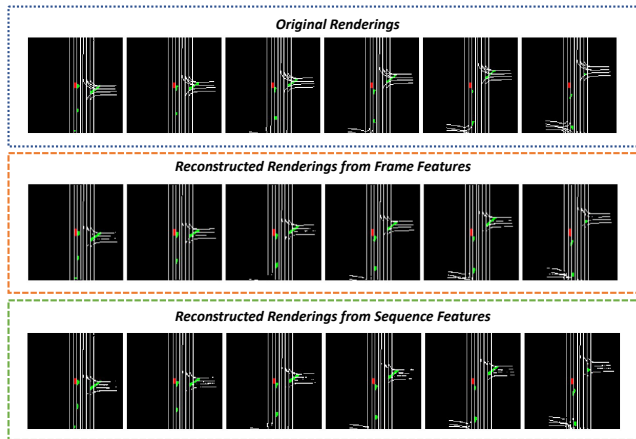 Original Renderings
Reconstructed Renderings from Frame Features
Reconstructed Renderings from Sequence Features